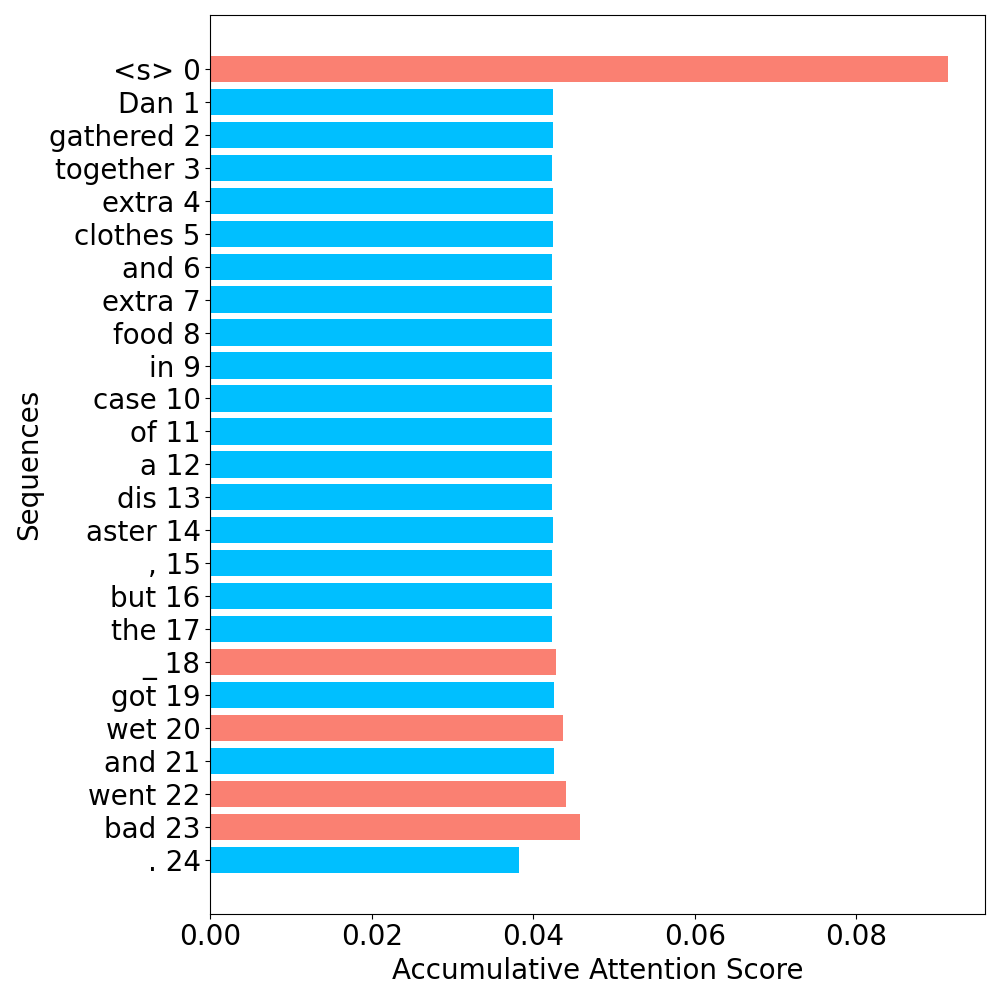 <s> 0
Dan 1
gathered 2
together 3
extra 4
clothes 5
and 6
extra 7
food 8
in 9
case 10
of 11
a 12
dis 13
aster 14
, 15
but 16
the 17
_ 18
got 19
wet 20
and 21
went 22
bad 23
. 24
Sequences
0.00 0.02 0.04 0.06 0.08
Accumulative Attention Score